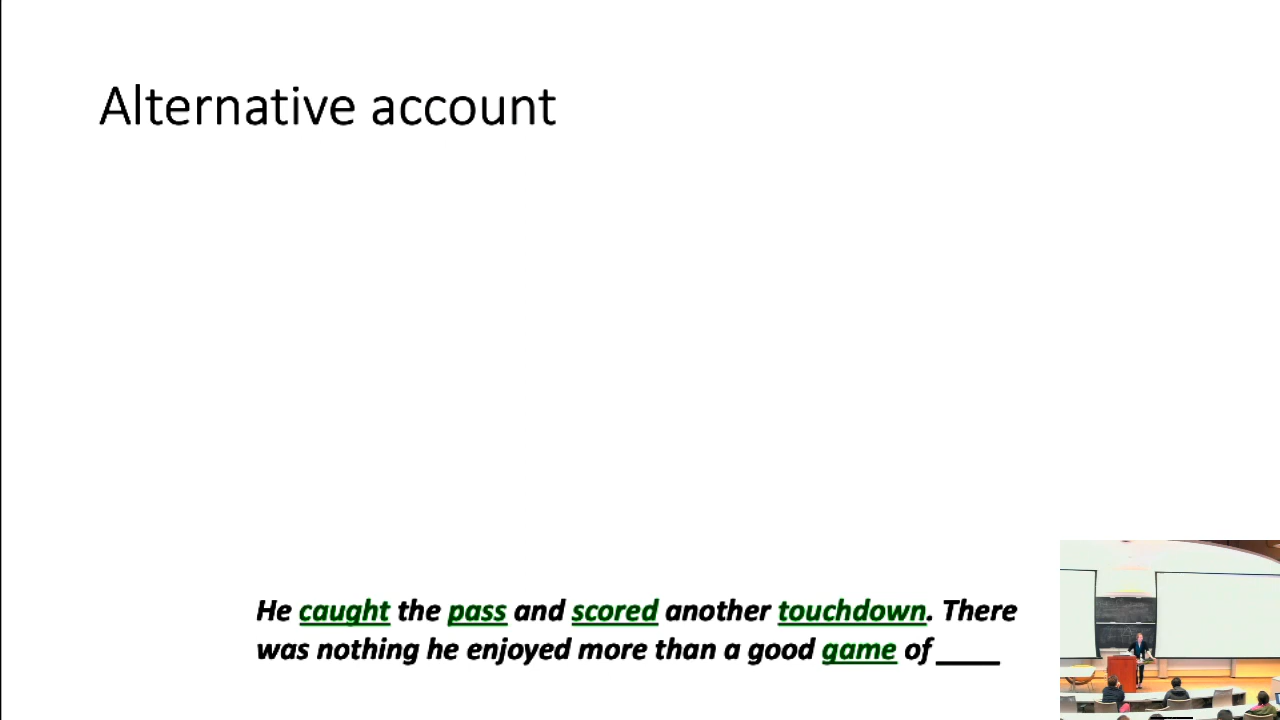 Alternative account
He caught the pass and scored another touchdown. There
was nothing he enjoyed more than a good game of ____